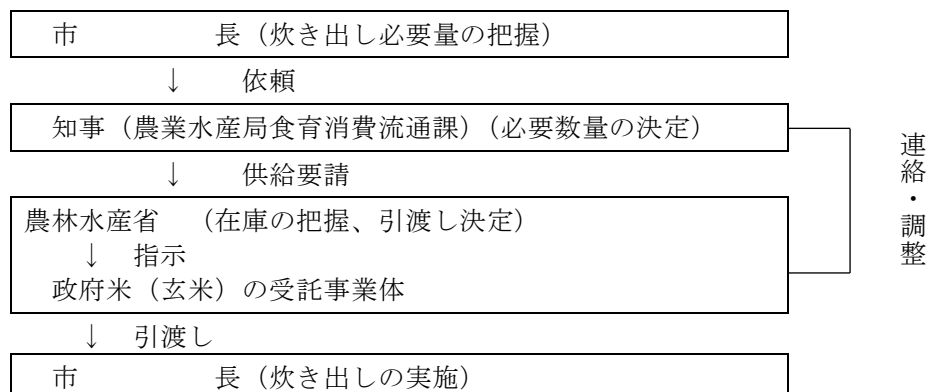 市　　　　　長（炊き出し必要量の把握）
↓　　依頼
知事（農業水産局食育消費流通課）（必要数量の決定）
↓　　供給要請
農林水産省　（在庫の把握、引渡し決定）
↓　指示
政府米（玄米）の受託事業体
↓　引渡し
市　　　　　長（炊き出しの実施）
連絡・調整